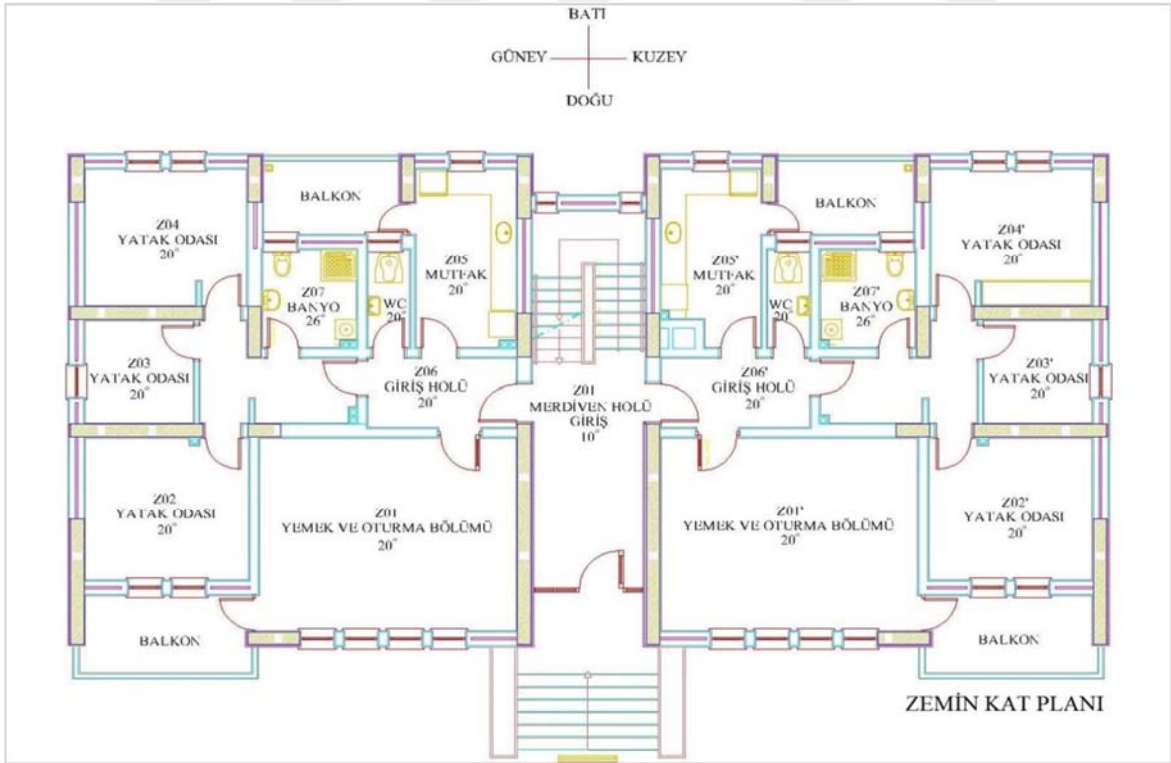 BATI
GÜNEY
KUZEY
DOĞU
Z04
YATAK ODASI
20°
BALKON
Z05
MUTFAK
20°
Z07
BANYO
26°
WC
20°
Z03
YATAK ODASI
20°
Z06
GİRİŞ HOLÜ
20°
Z01
MERDİVEN HOLÜ
GİRİŞ
10°
Z02
YATAK ODASI
20°
Z01
YEMEK VE OTURMA BÖLÜMÜ
20°
BALKON
Z05'
MUTFAK
20°
BALKON
Z04'
YATAK ODASI
20°
WC
20°
Z07'
BANYO
26°
Z06'
GİRİŞ HOLÜ
20°
Z03'
YATAK ODASI
20°
Z01'
YEMEK VE OTURMA BÖLÜMÜ
20°
Z02'
YATAK ODASI
20°
BALKON
ZEMİN KAT PLANI